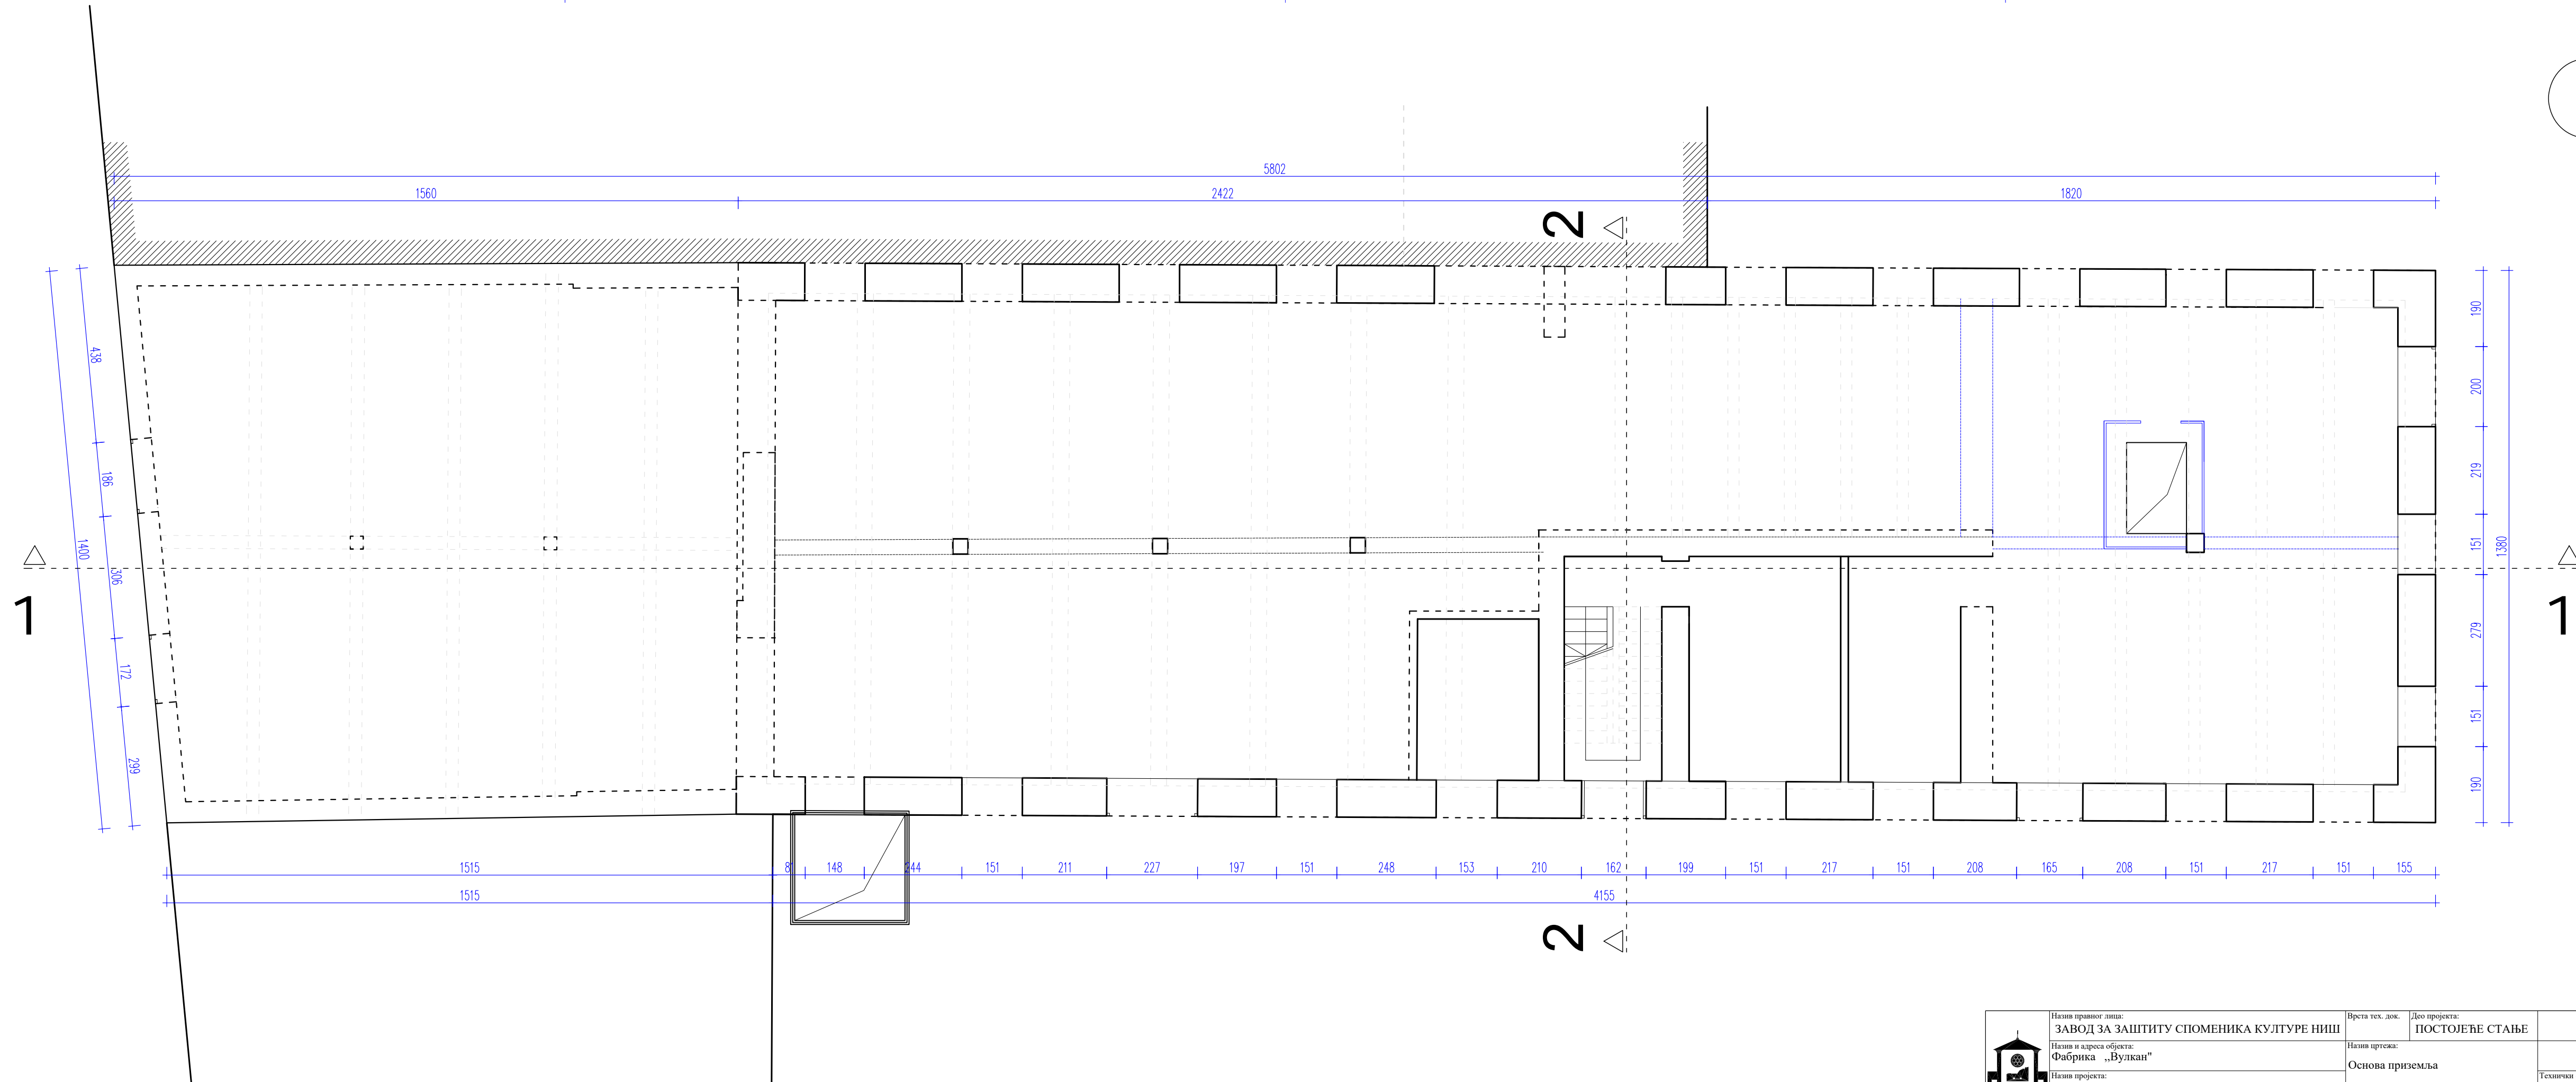 5802
1560 2422 1820
2
438
186
306
172
299
1400
1
190
200
219
151
279
151
190
1380
1
1515 81 148 244 151 211 227 197 151 248 153 210 162 199 151 217 151 208 165 208 151 217 151 155
1515 4155
2
Назив правног лица:
ЗАВОД ЗА ЗАШТИТУ СПОМЕНИКА КУЛТУРЕ НИШ
Врста тех. док.
Део пројекта:
ПОСТОЈЕЋЕ СТАЊЕ
Назив и адреса објекта:
Фабрика ,,Вулкан"
Назив цртежа:
Основа приземља
Назив пројекта:
Технички